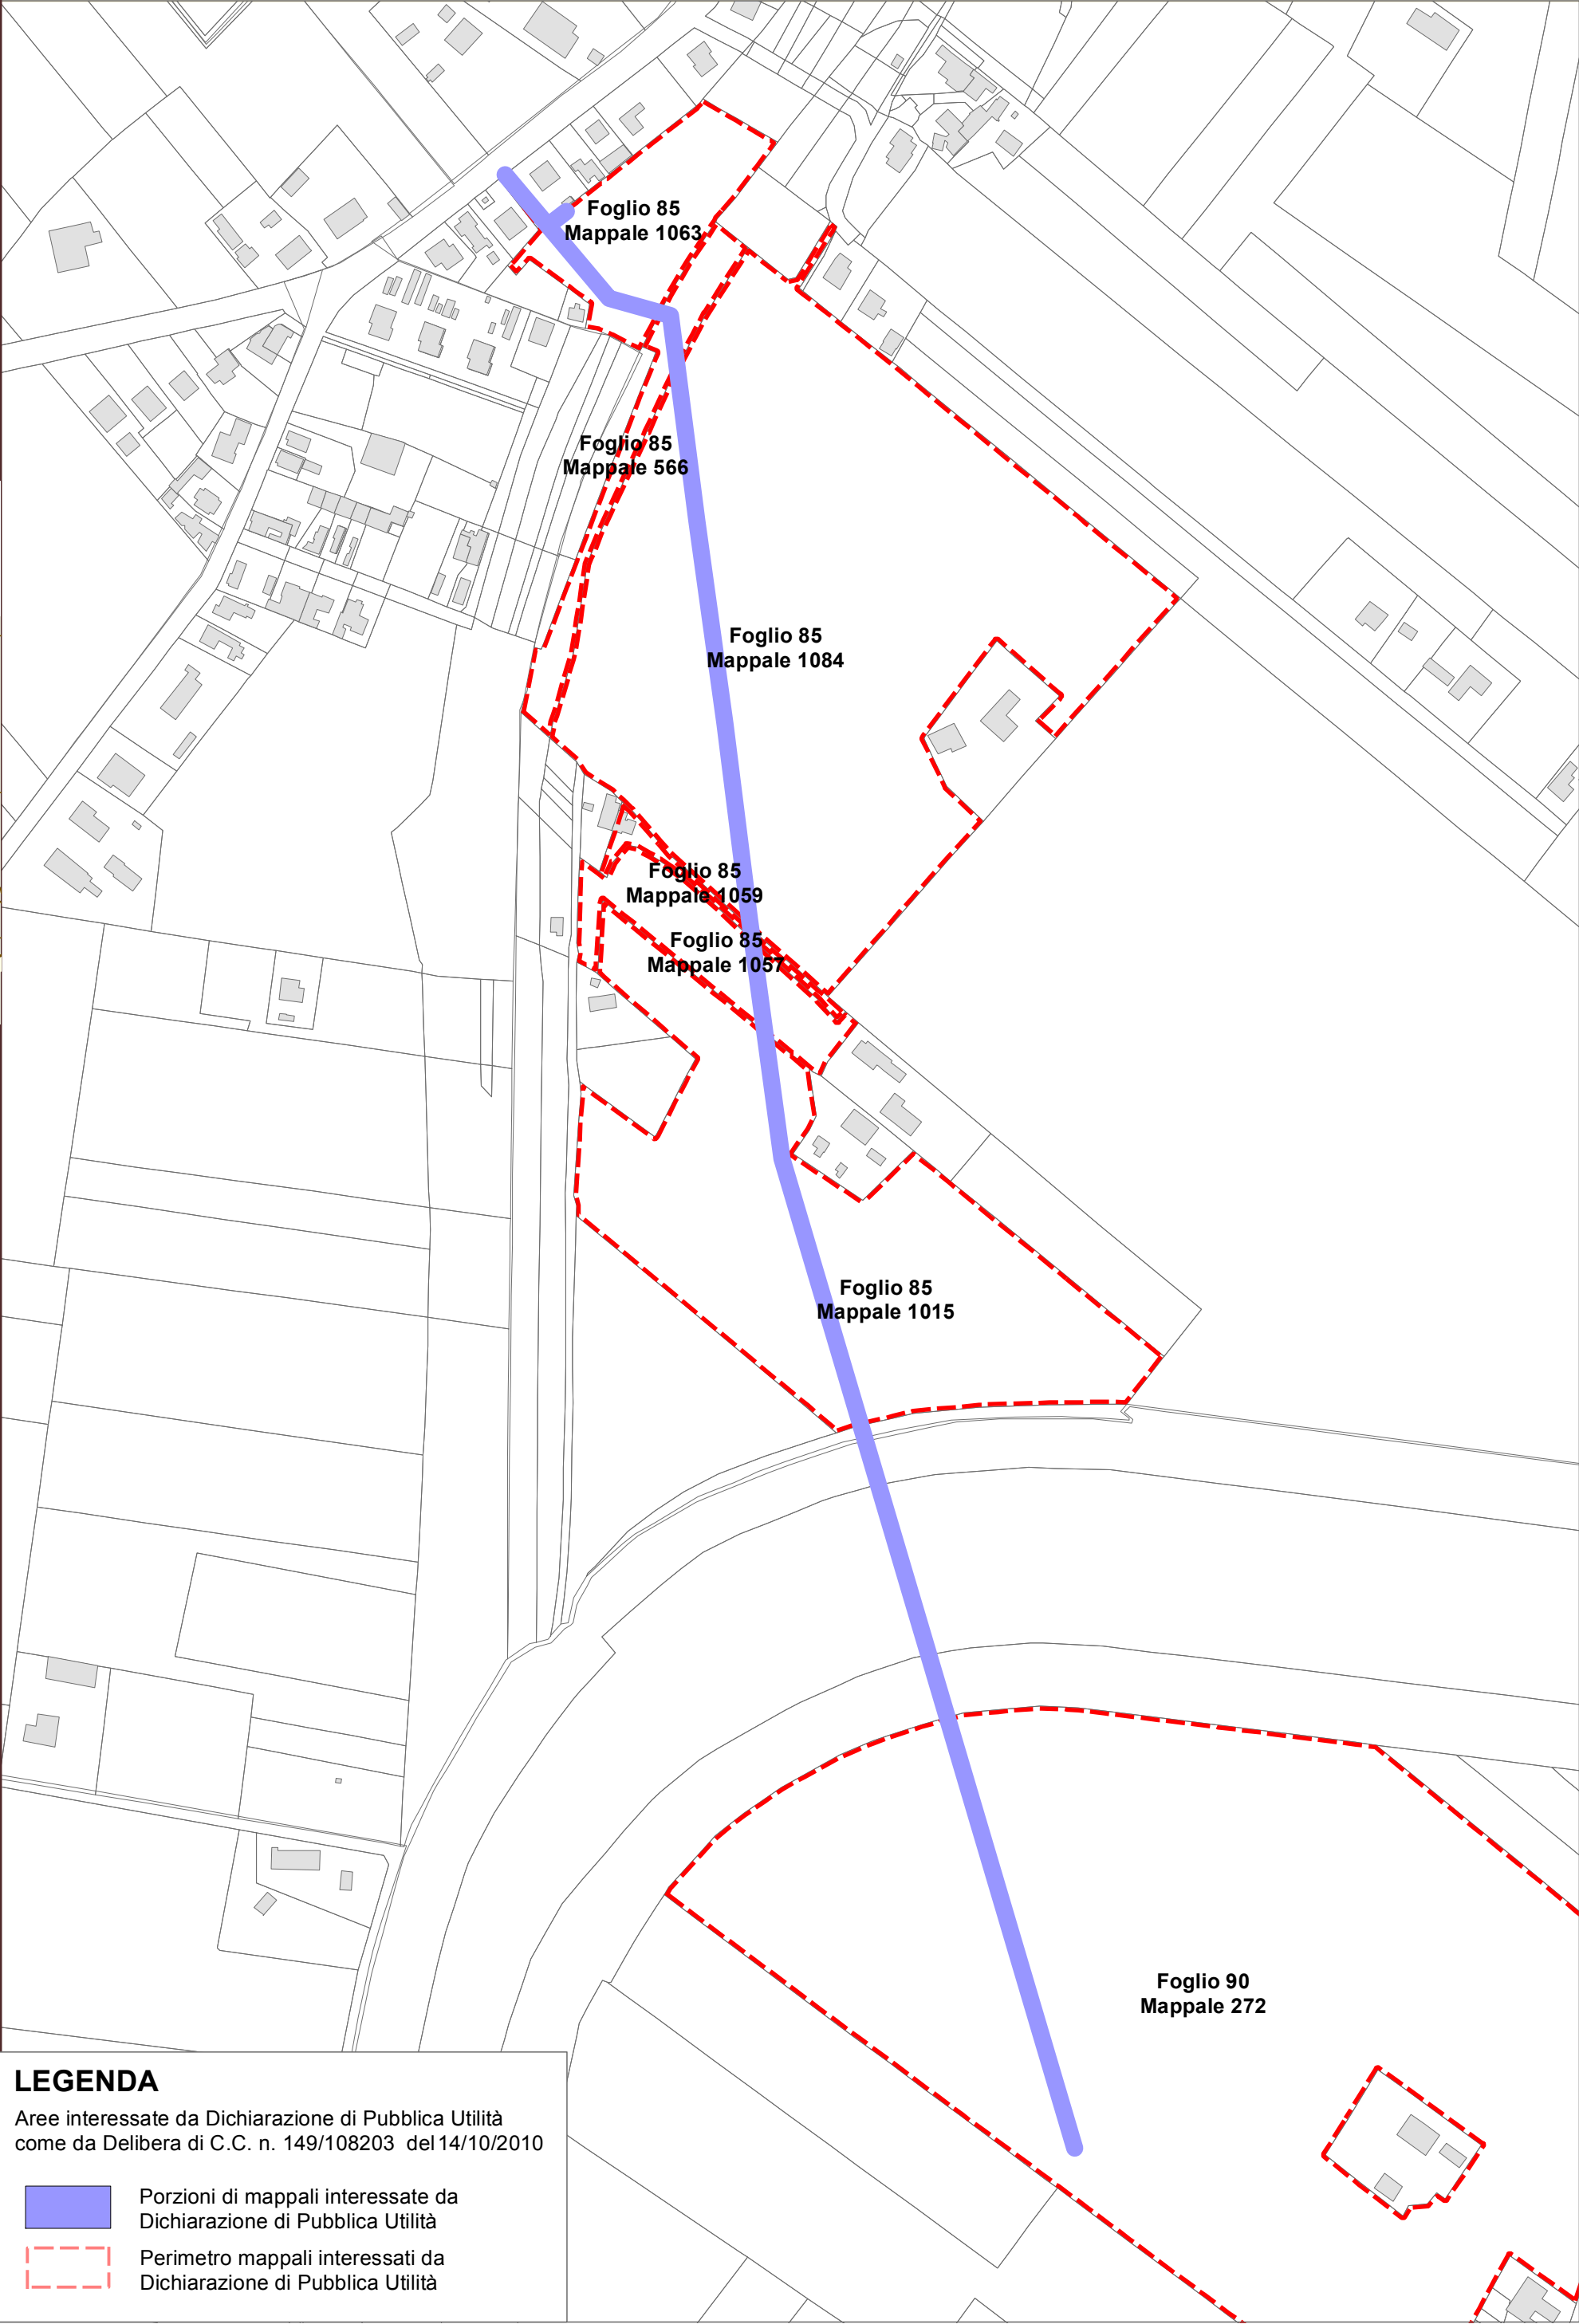 Foglio 85
Mappale 1063
Foglio 85
Mappale 566
Foglio 85
Mappale 1084
Foglio 85
Mappale 1059
Foglio 85
Mappale 1057
Foglio 85
Mappale 1015
Foglio 90
Mappale 272
LEGENDA
Aree interessate da Dichiarazione di Pubblica Utilità
come da Delibera di C.C. n. 149/108203 del 14/10/2010
Porzioni di mappali interessate da
Dichiarazione di Pubblica Utilità
Perimetro mappali interessati da
Dichiarazione di Pubblica Utilità